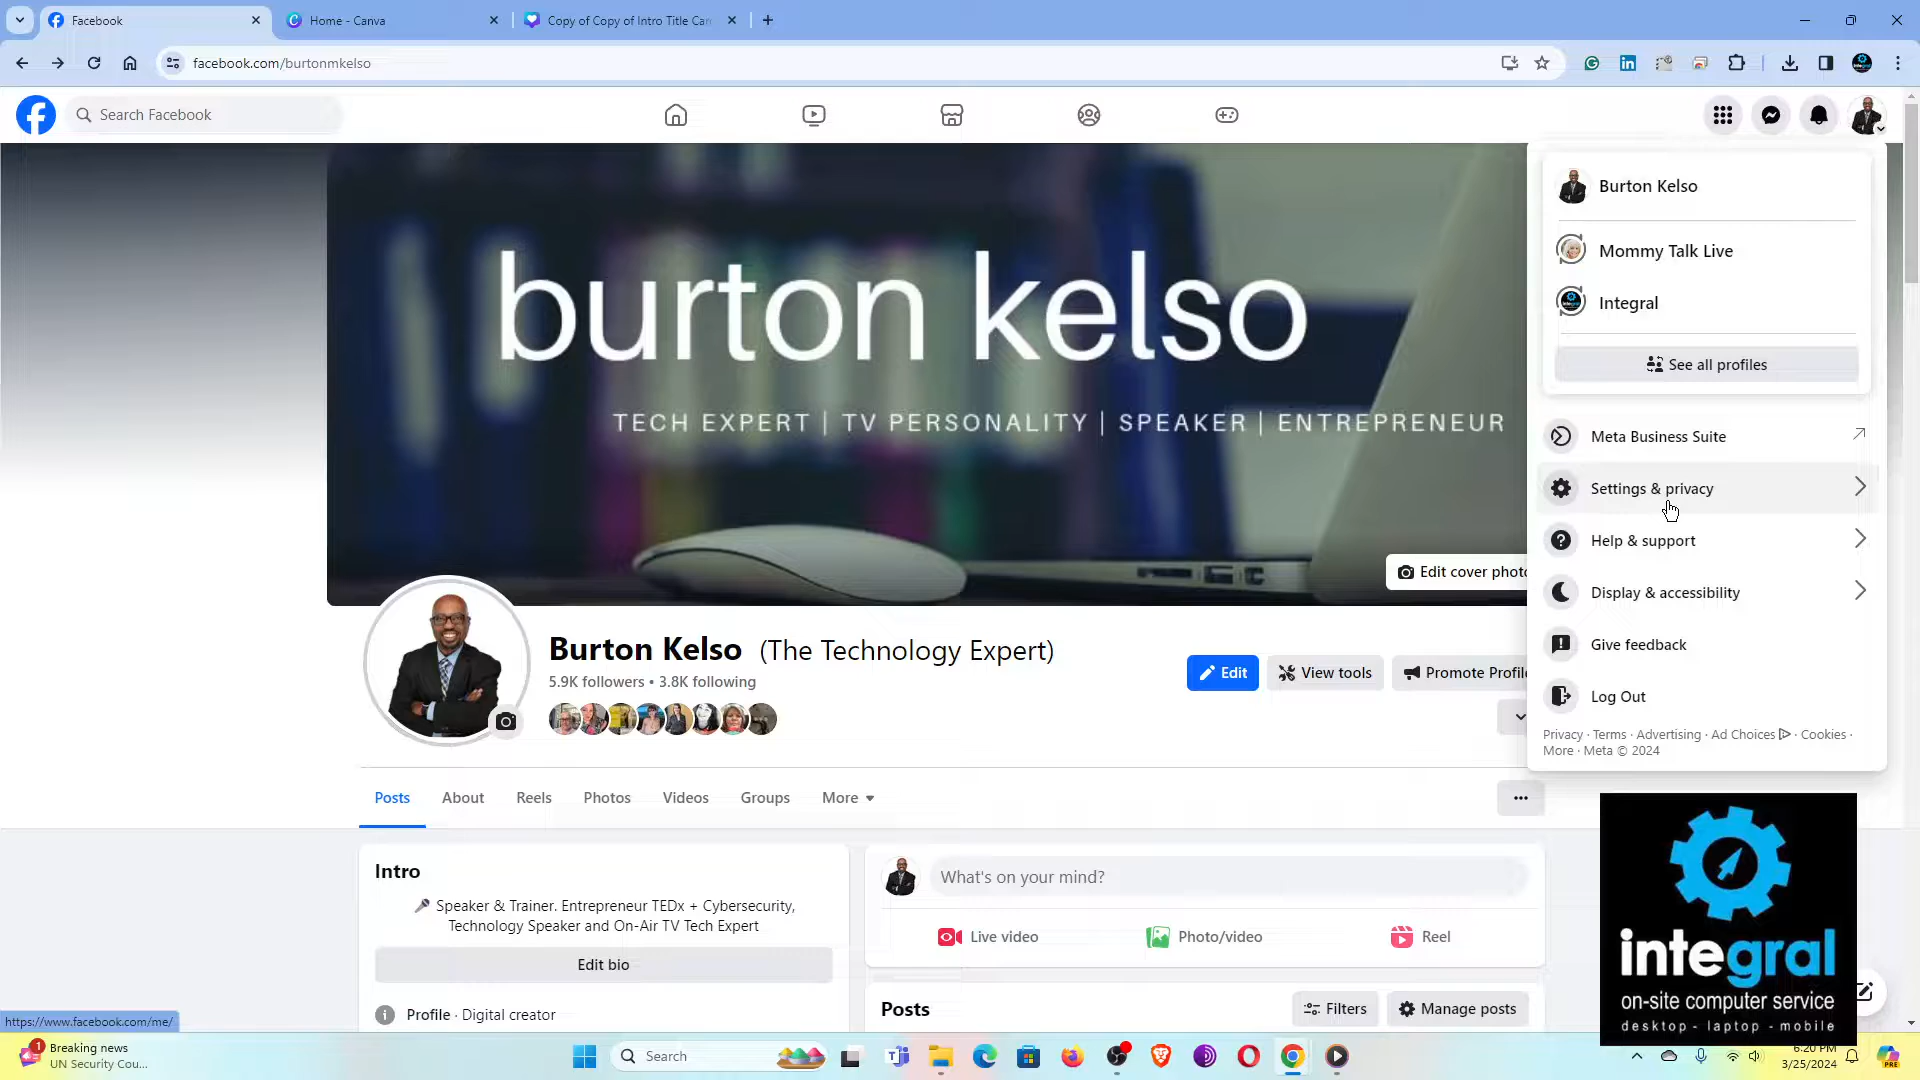 Facebook
Home - Canva
Copy of Copy of Intro Title Car
facebook.com/burtonmkelso
Search Facebook
burton kelso
TECH EXPERT | TV PERSONALITY | SPEAKER | ENTREPRENEUR
Edit cover photo
Burton Kelso
Mommy Talk Live
Integral
See all profiles
Meta Business Suite
Settings & privacy
Help & support
Display & accessibility
Give feedback
Log Out
Privacy · Terms · Advertising · Ad Choices · Cookies ·
More · Meta © 2024
Burton Kelso (The Technology Expert)
5.9K followers • 3.8K following
Edit
View tools
Promote Profile
Posts
About
Reels
Photos
Videos
Groups
More
Intro
Speaker & Trainer. Entrepreneur TEDx + Cybersecurity,
Technology Speaker and On-Air TV Tech Expert
Edit bio
Profile · Digital creator
What's on your mind?
Live video
Photo/video
Reel
Posts
Filters
Manage posts
integral
on-site computer service
desktop - laptop - mobile
https://www.facebook.com/me/
1
Breaking news
UN Security Cou...
Search
6:20 PM
3/25/2024
PRE